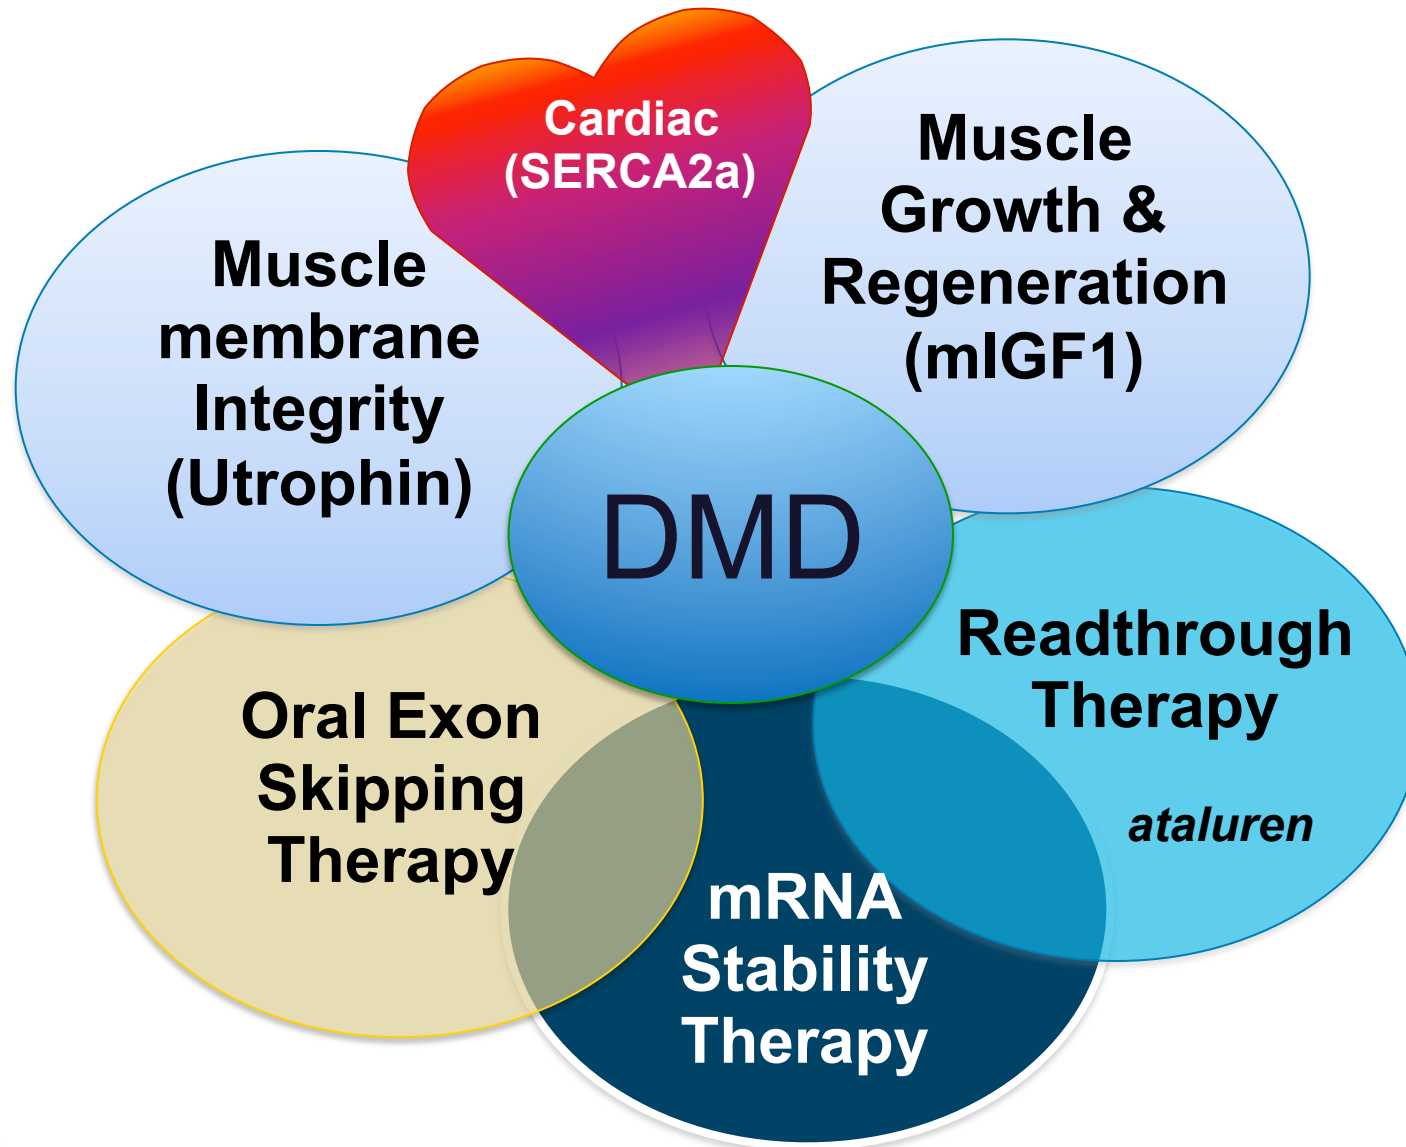 Cardiac
(SERCA2a)
Muscle
Growth &
Regeneration
(mIGF1)
Muscle
membrane
Integrity
(Utrophin)
DMD
Readthrough
Therapy
ataluren
Oral Exon
Skipping
Therapy
mRNA
Stability
Therapy